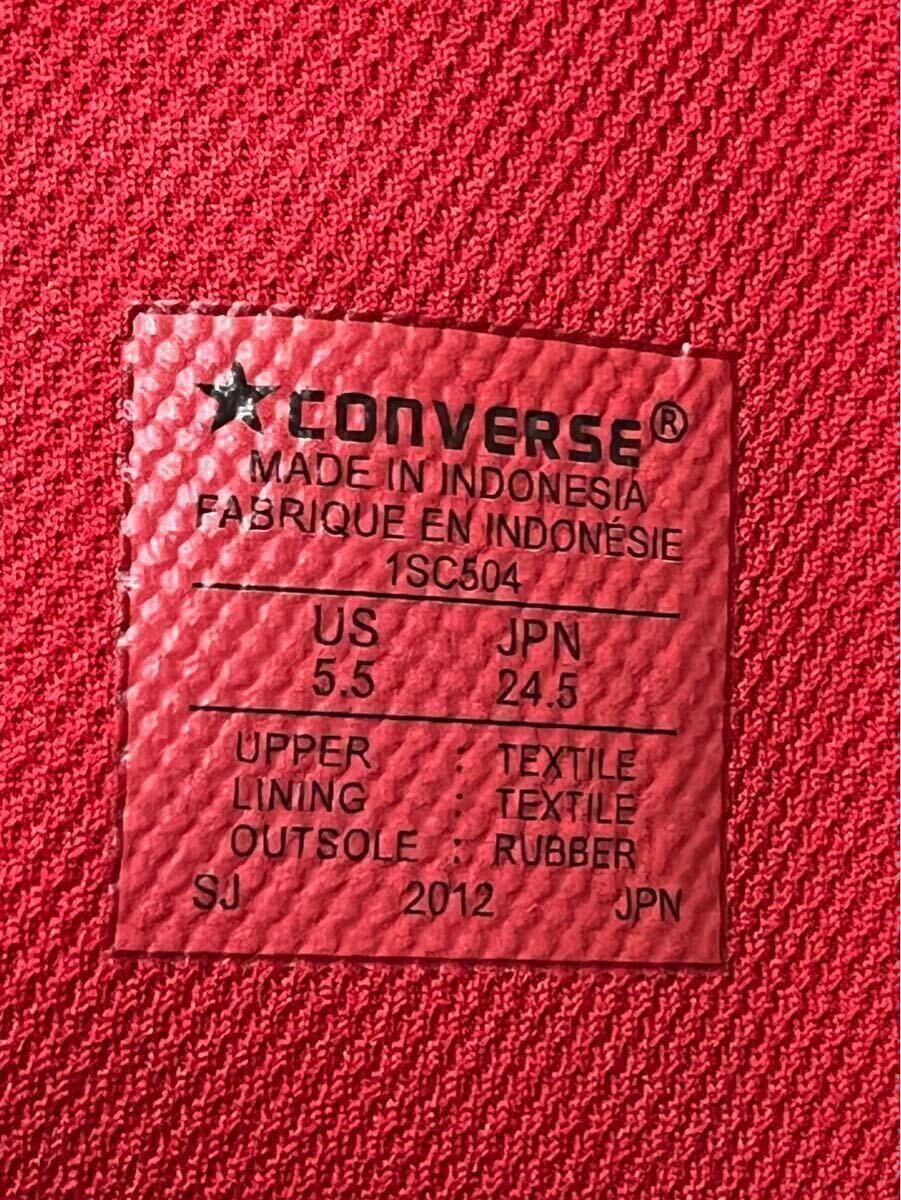 ★CONVERSE®
MADE IN INDONESIA
FABRIQUE EN INDONÉSIE
1SC504
US JPN
5.5 24.5
UPPER : TEXTILE
LINING : TEXTILE
OUTSOLE : RUBBER
SJ 2012 JPN